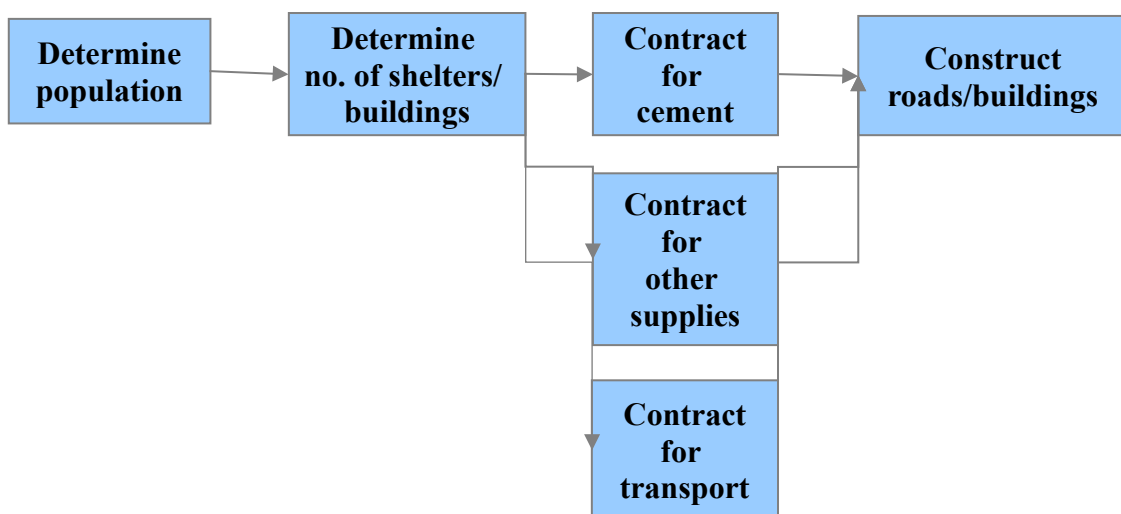 Determine
population
Determine
no. of shelters/
buildings
Contract
for
cement
Construct
roads/buildings
Contract
for
other
supplies
Contract
for
transport